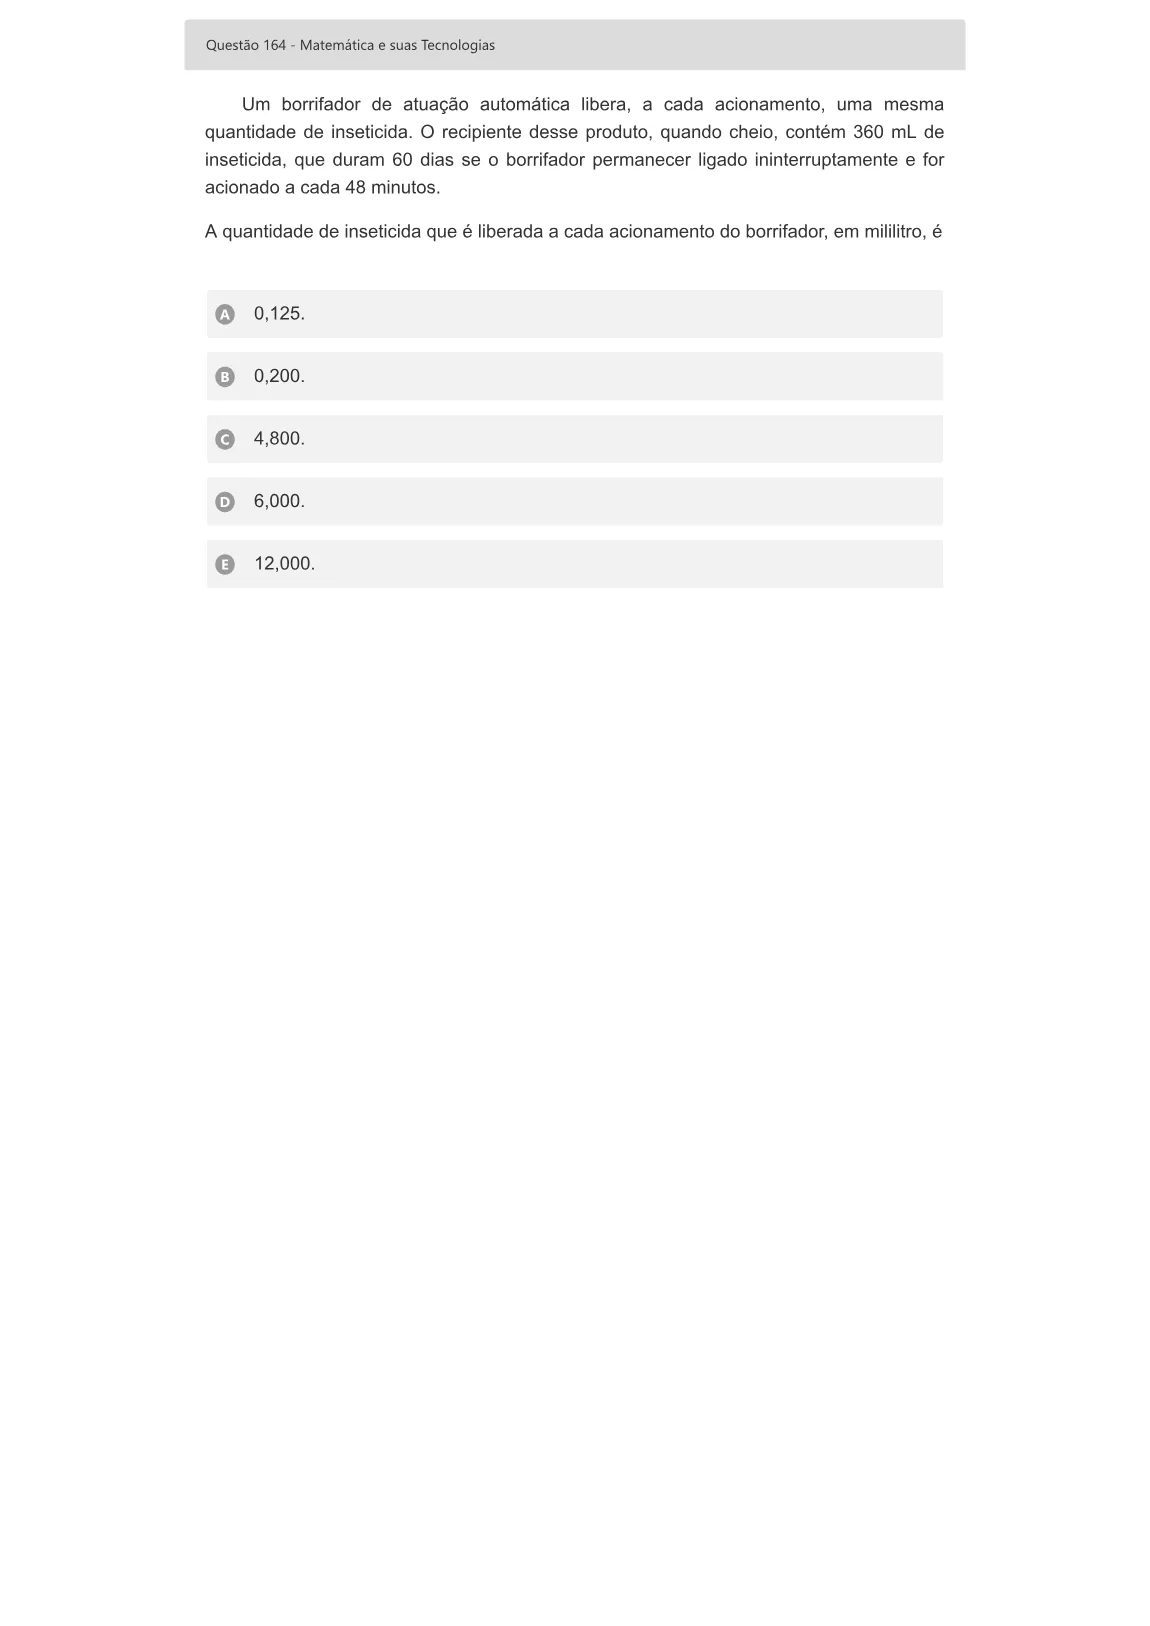 Questão 164 - Matemática e suas Tecnologias
Um borrifador de atuação automática libera, a cada acionamento, uma mesma
quantidade de inseticida. O recipiente desse produto, quando cheio, contém 360 mL de
inseticida, que duram 60 dias se o borrifador permanecer ligado ininterruptamente e for
acionado a cada 48 minutos.
A quantidade de inseticida que é liberada a cada acionamento do borrifador, em mililitro, é
A 0,125.
B 0,200.
C 4,800.
D 6,000.
E 12,000.